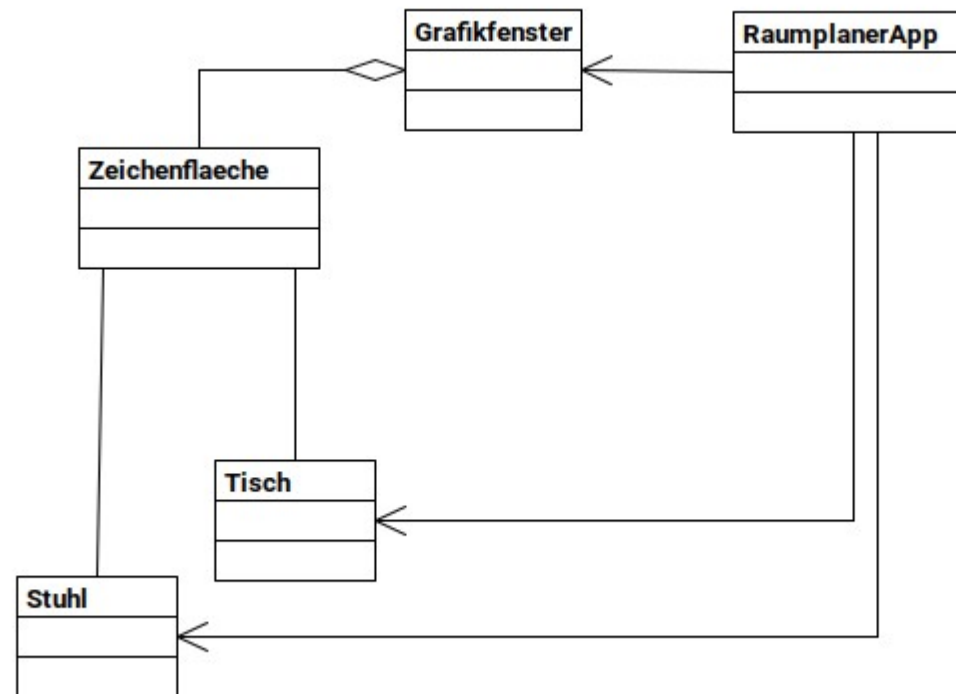 Grafikfenster
RaumplanerApp
Zeichenflaeche
Tisch
Stuhl